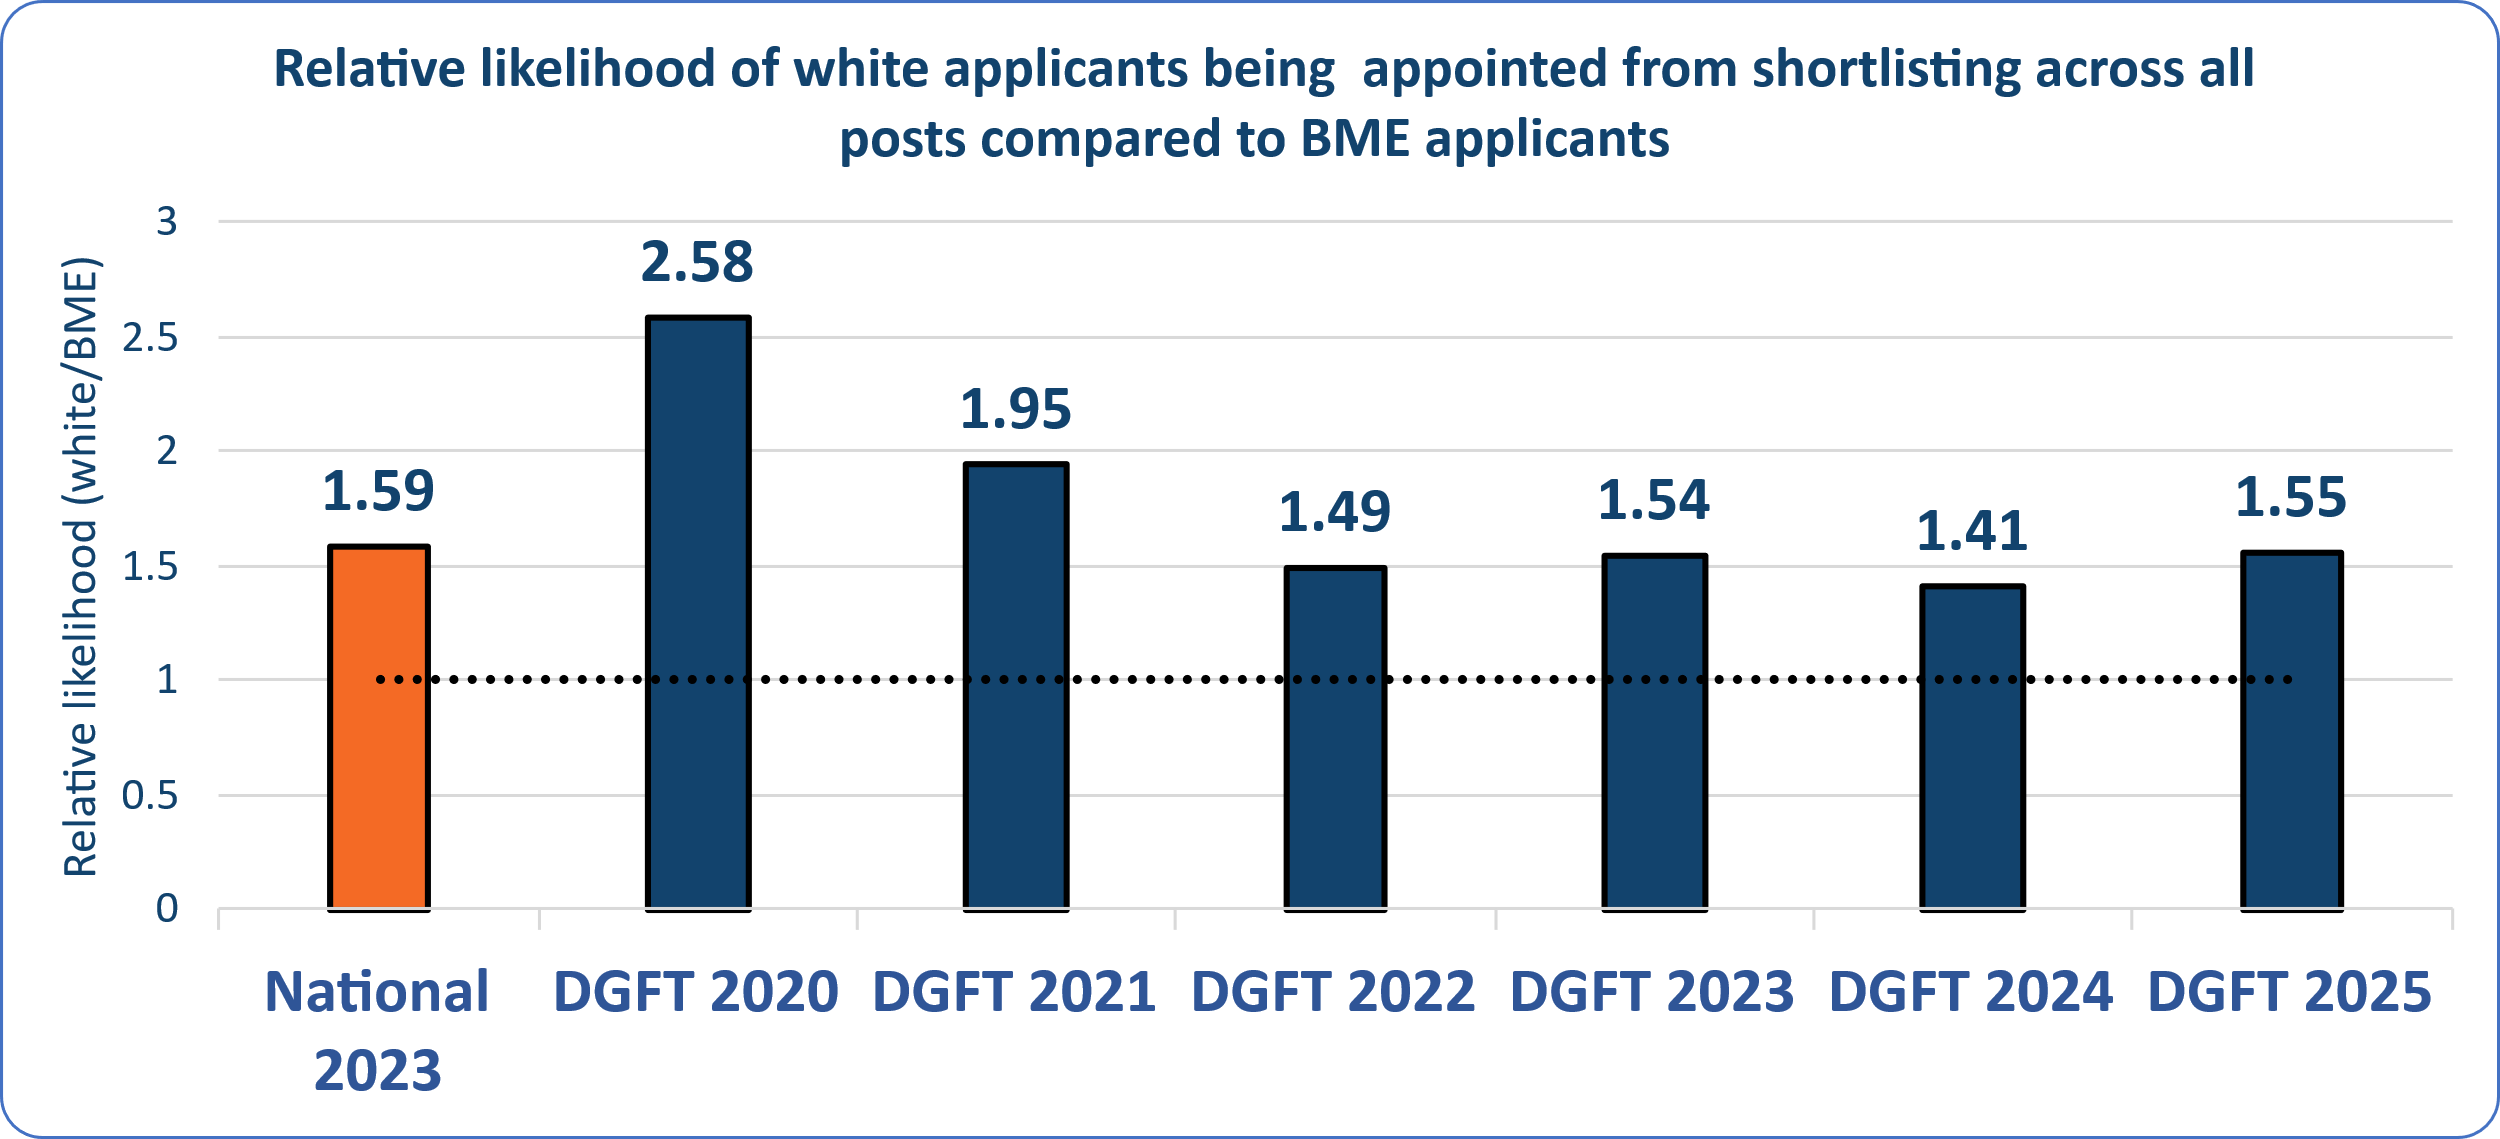 Relative likelihood of white applicants being  appointed from shortlisting across all
posts compared to BME applicants
Relative likelihood (white/BME)
3
2.5
2
1.5
1
0.5
0
1.59
2.58
1.95
1.49
1.54
1.41
1.55
National
2023
DGFT 2020
DGFT 2021
DGFT 2022
DGFT 2023
DGFT 2024
DGFT 2025